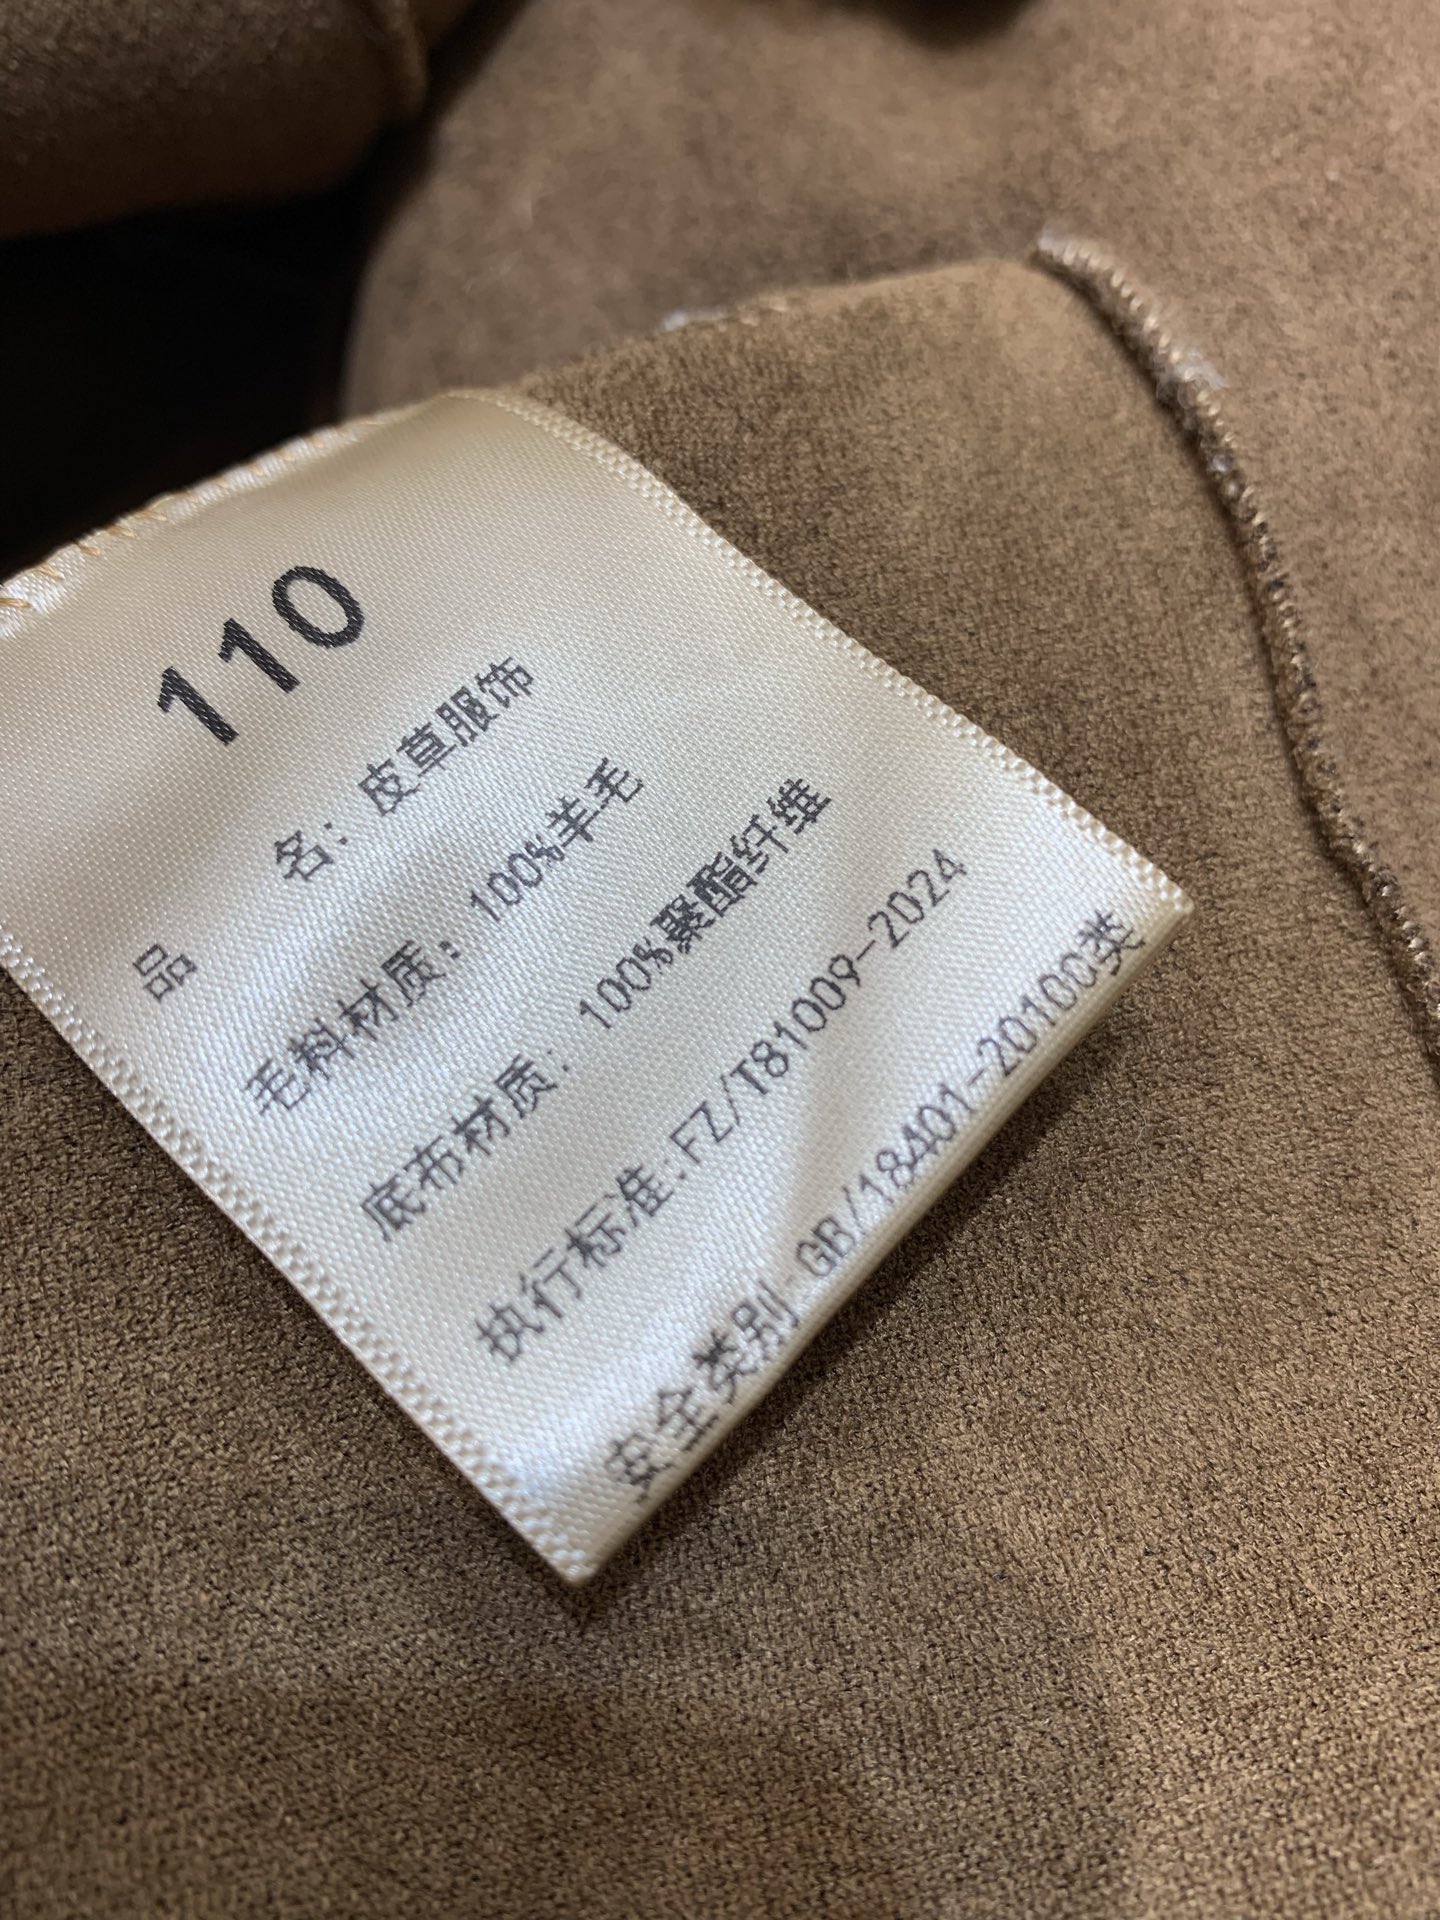 110
品 名：皮草服饰
毛料材质：100%羊毛
底布材质：100%聚酯纤维
执行标准：FZ/T81009-2024
安全类别 GB/18401-2010C类